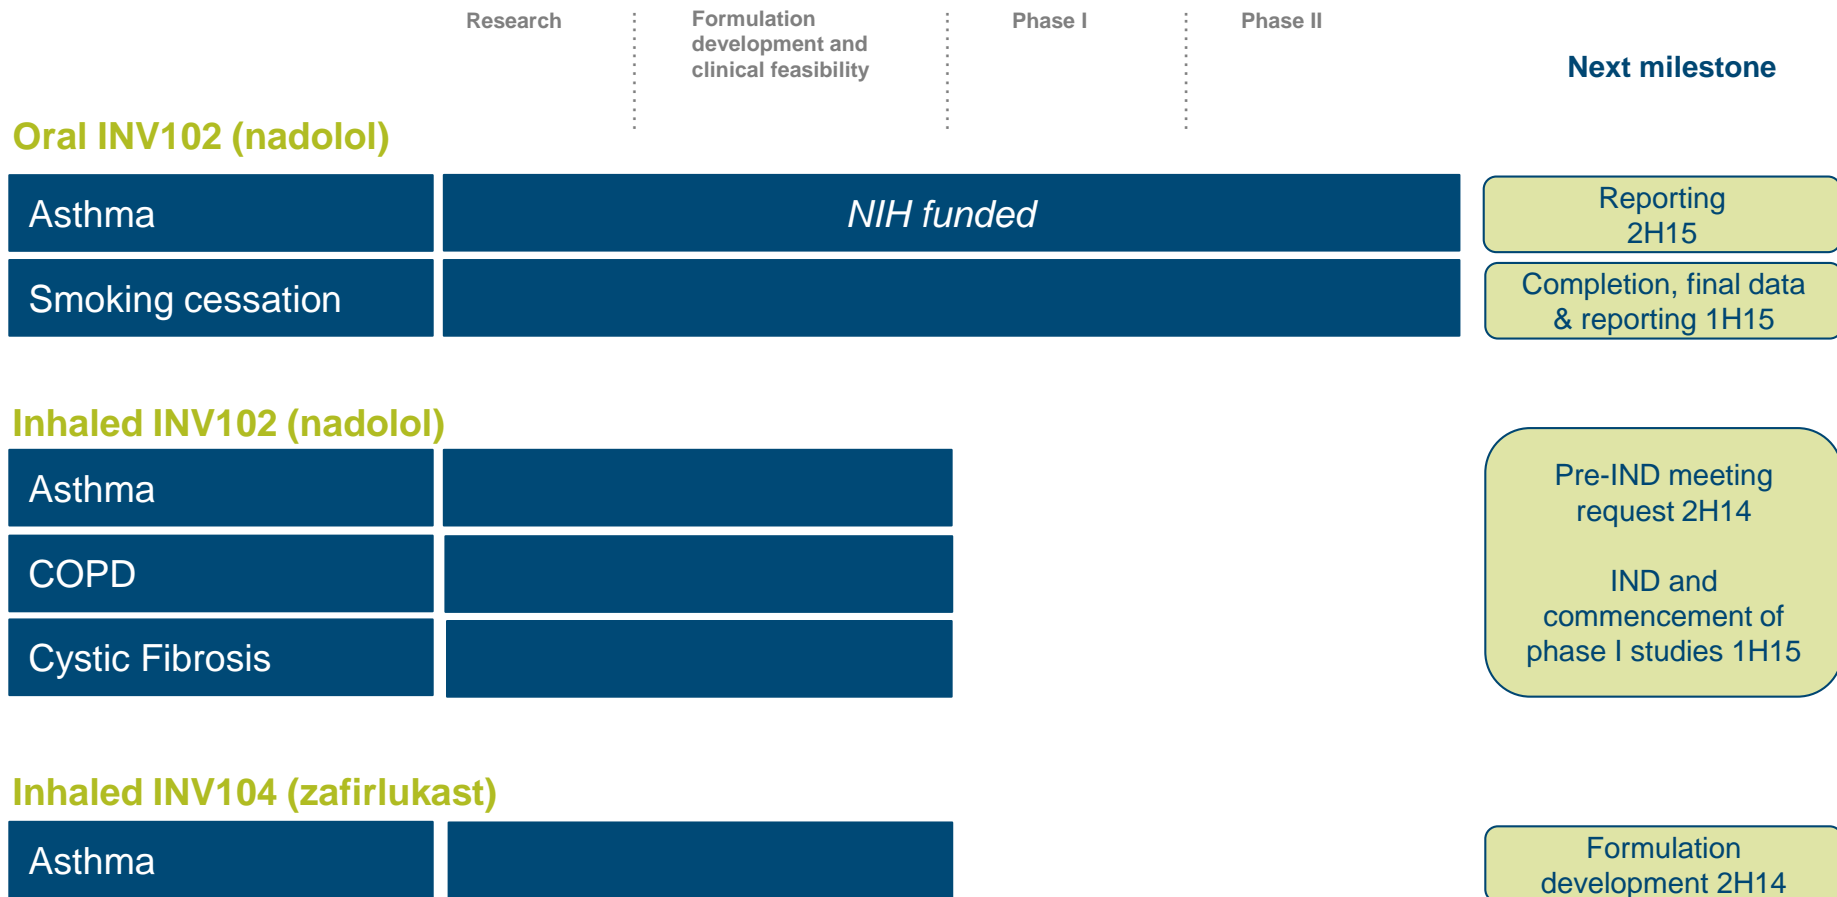 Research
Formulation
development and
clinical feasibility
Phase I
Phase II
Next milestone
Oral INV102 (nadolol)
Asthma
NIH funded
Reporting
2H15
Smoking cessation
Completion, final data
& reporting 1H15
Inhaled INV102 (nadolol)
Asthma
COPD
Cystic Fibrosis
Pre-IND meeting
request 2H14
IND and
commencement of
phase I studies 1H15
Inhaled INV104 (zafirlukast)
Asthma
Formulation
development 2H14